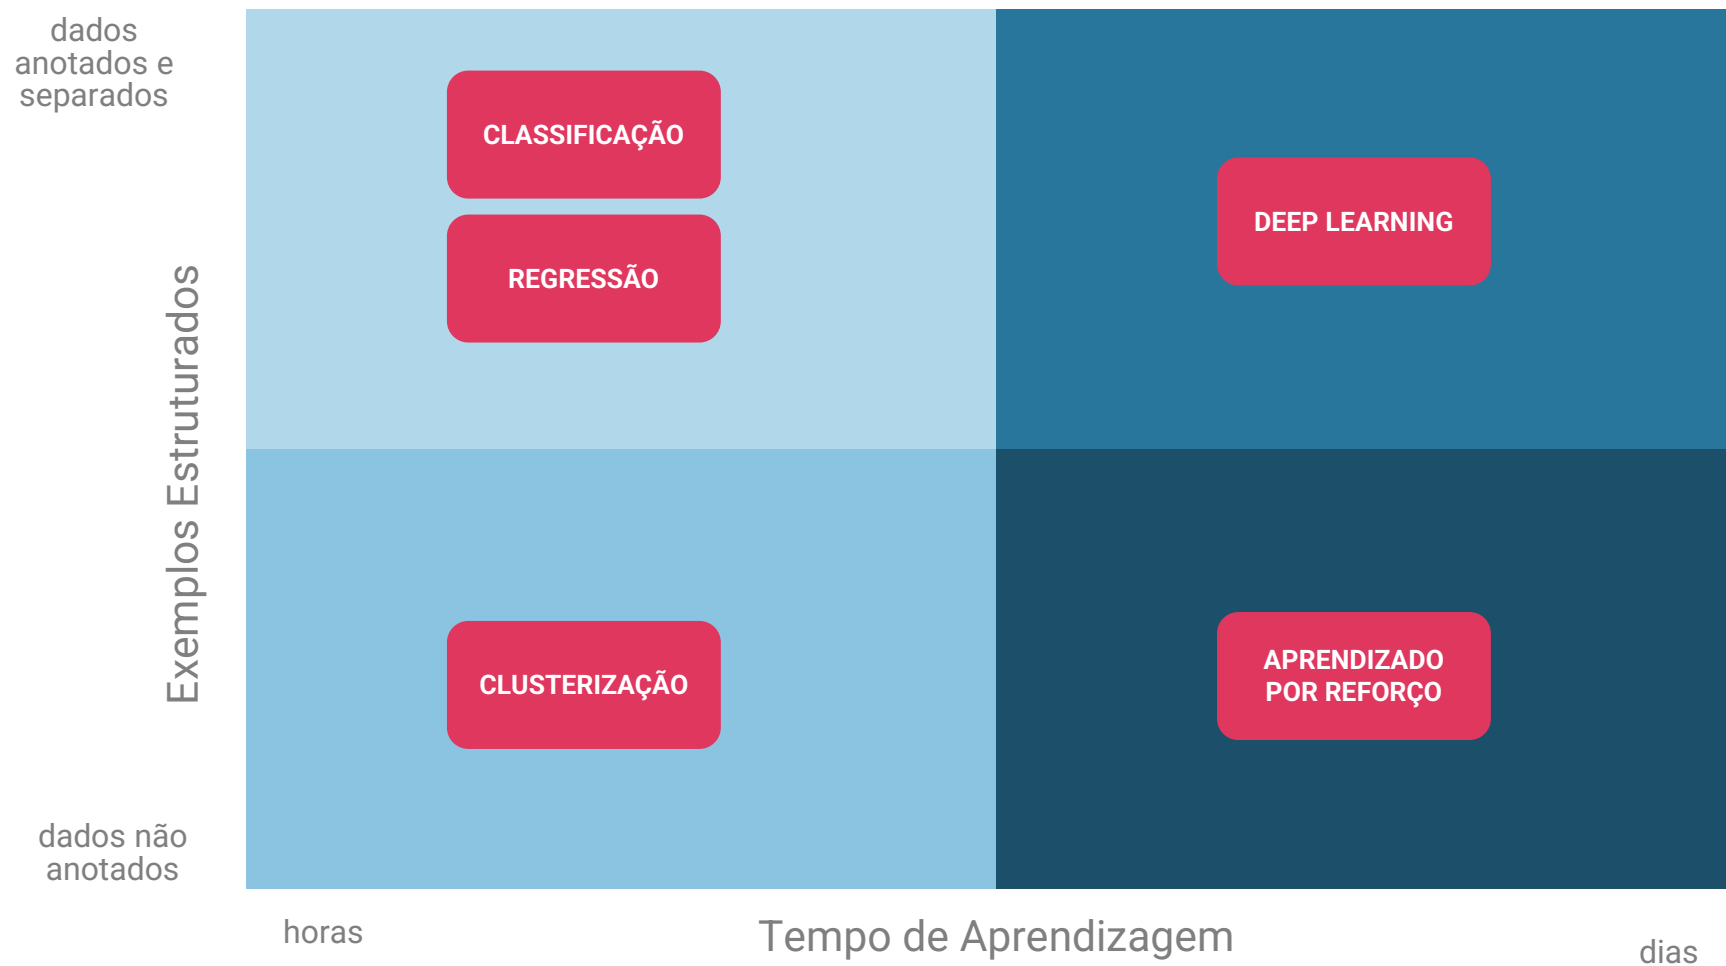 dados
anotados e
separados
CLASSIFICAÇÃO
REGRESSÃO
DEEP LEARNING
Exemplos Estruturados
CLUSTERIZAÇÃO
APRENDIZADO
POR REFORÇO
dados não
anotados
horas
Tempo de Aprendizagem
dias